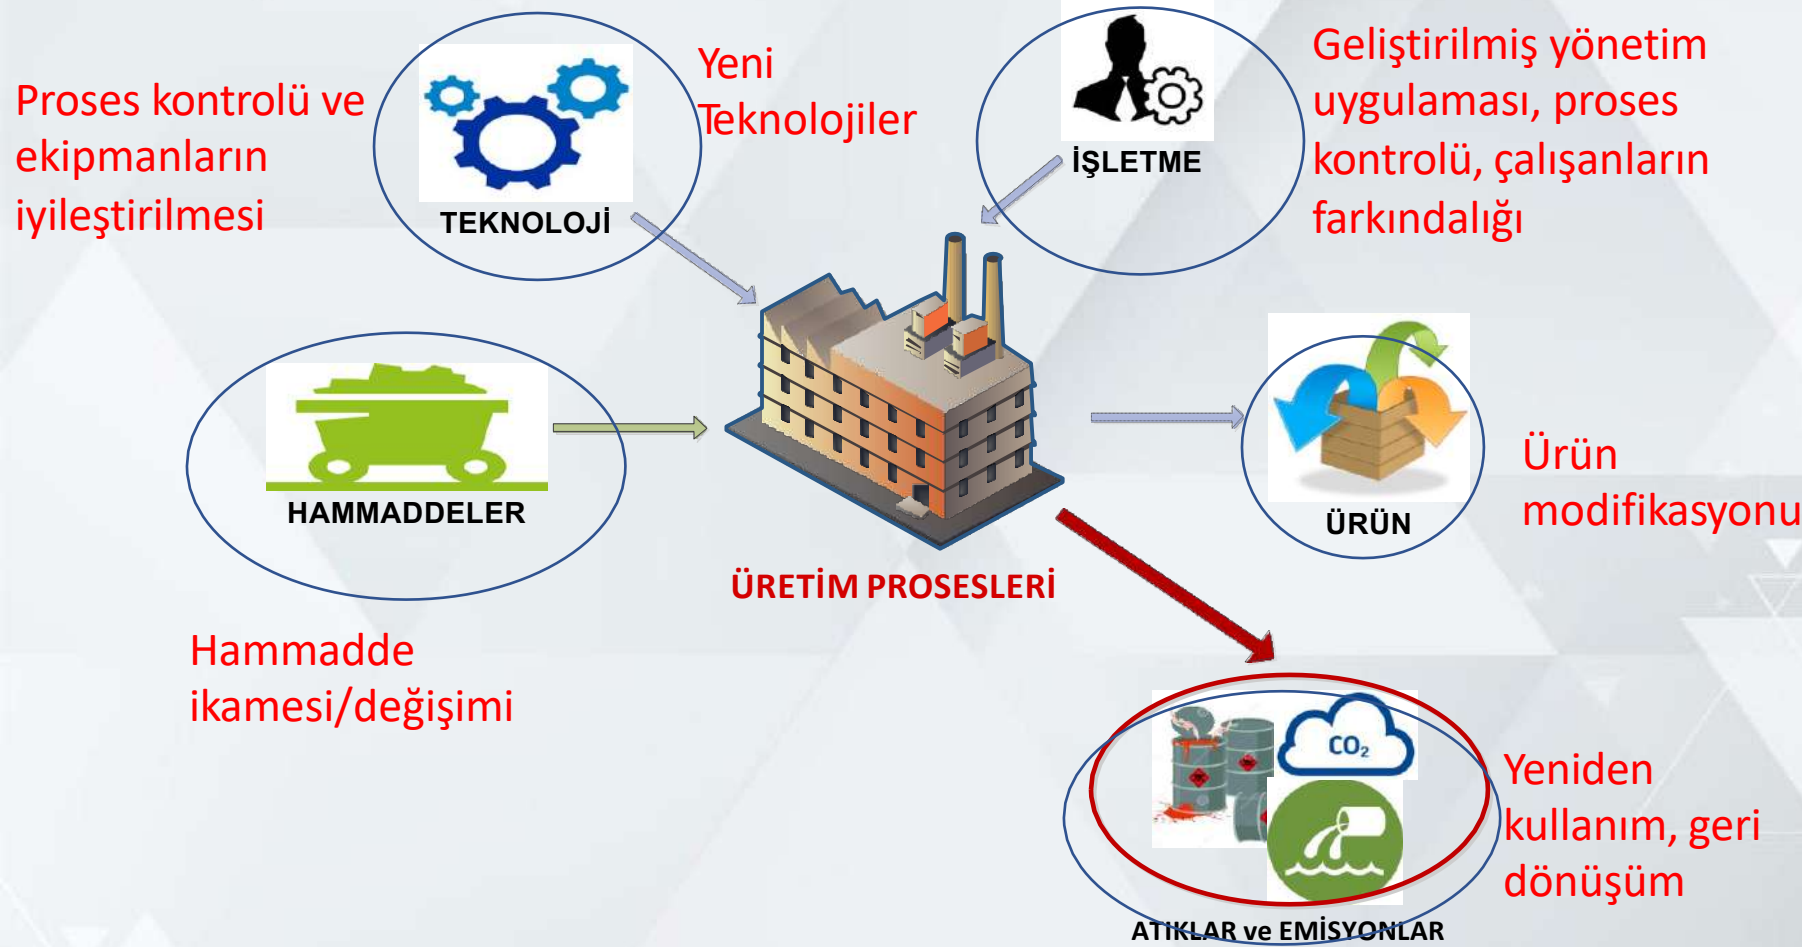 Proses kontrolü ve
ekipmanların
iyileştirilmesi
TEKNOLOJİ
Yeni
Teknolojiler
İŞLETME
Geliştirilmiş yönetim
uygulaması, proses
kontrolü, çalışanların
farkındalığı
HAMMADDELER
Hammadde
ikamesi/değişimi
ÜRETİM PROSESLERİ
ÜRÜN
Ürün
modifikasyonu
CO₂
Yeniden
kullanım, geri
dönüşüm
ATIKLAR ve EMİSYONLAR